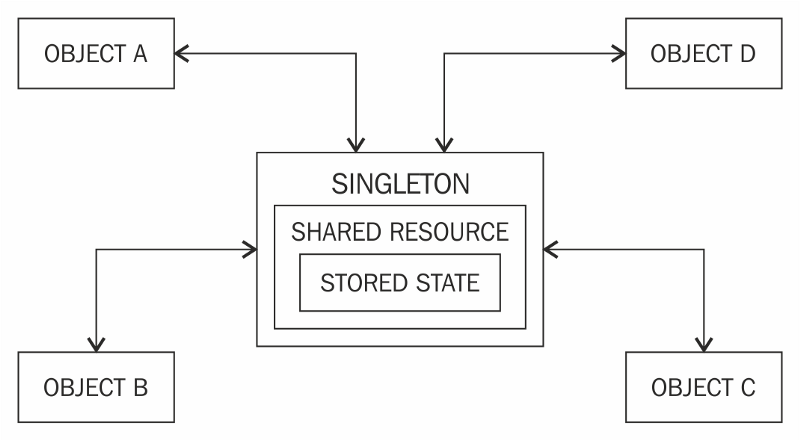 OBJECT A
OBJECT D
SINGLETON
SHARED RESOURCE
STORED STATE
OBJECT B
OBJECT C